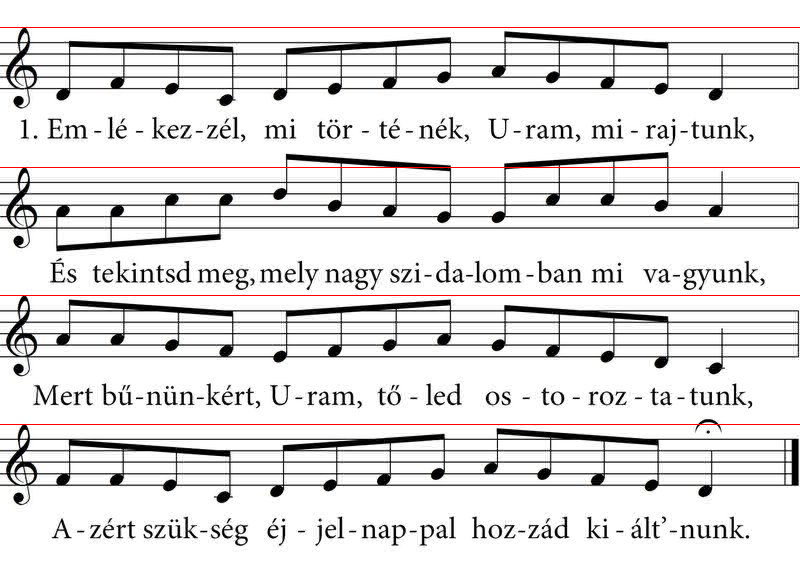 1. Em - lé - kez - zél, mi tör - té - nék, U - ram, mi - raj - tunk,
És tekintsd meg, mely nagy szi - da - lom - ban mi va - gyunk,
Mert bű - nün - kért, U - ram, tő - led os - to - roz - ta - tunk,
A - zért szük - ség éj - jel - nap - pal hoz - zád ki - ált’ - nunk.